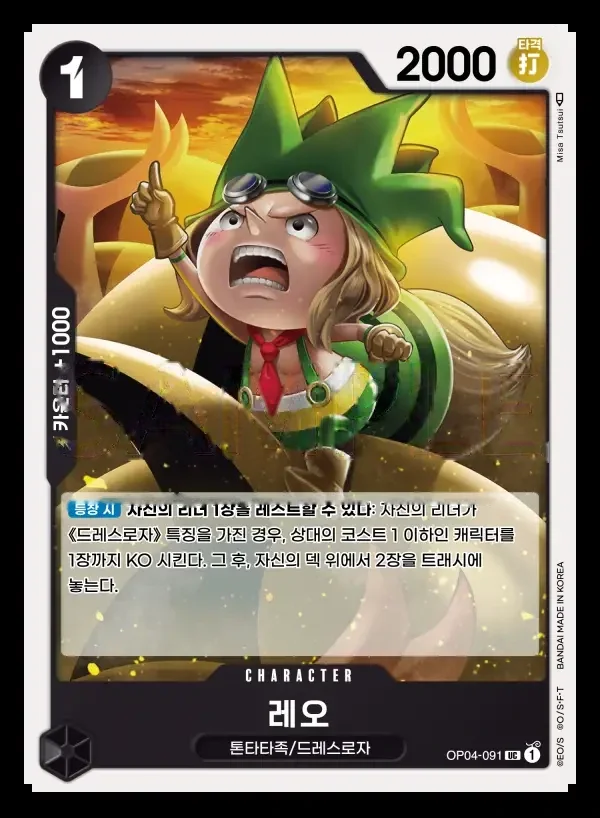 1
2000
타격
打
Misa Tsutsui
카운터 +1000
등장 시 자신의 리더 1장을 레스트할 수 있다: 자신의 리더가
《드레스로자》 특징을 가진 경우, 상대의 코스트 1 이하인 캐릭터를
1장까지 KO 시킨다. 그 후, 자신의 덱 위에서 2장을 트래시에
놓는다.
CHARACTER
레오
톤타타족/드레스로자
OP04-091 UC 1
©EO/S ©O/S·F·T BANDAI MADE IN KOREA